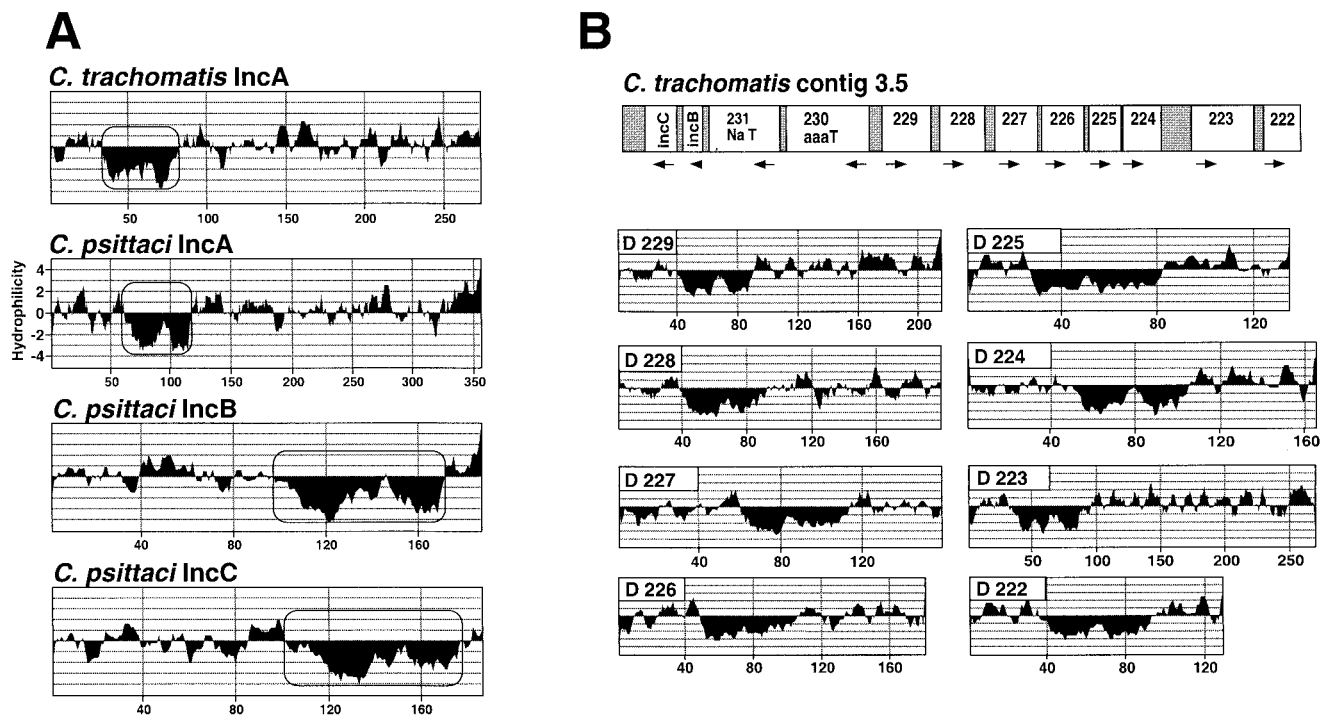 A
C. trachomatis IncA
50 100 150 200 250
C. psittaci IncA
Hydrophilicity
4
2
0
-2
-4
50 100 150 200 250 300 350
C. psittaci IncB
40 80 120 160
C. psittaci IncC
40 80 120 160
B
C. trachomatis contig 3.5
incC incB 231 230 229 228 227 226 225 224 223 222
Na T aaaT
D 229
40 80 120 160 200
D 225
40 80 120
D 228
40 80 120 160
D 224
40 80 120 160
D 227
40 80 120
D 223
50 100 150 200 250
D 226
40 80 120 160
D 222
40 80 120